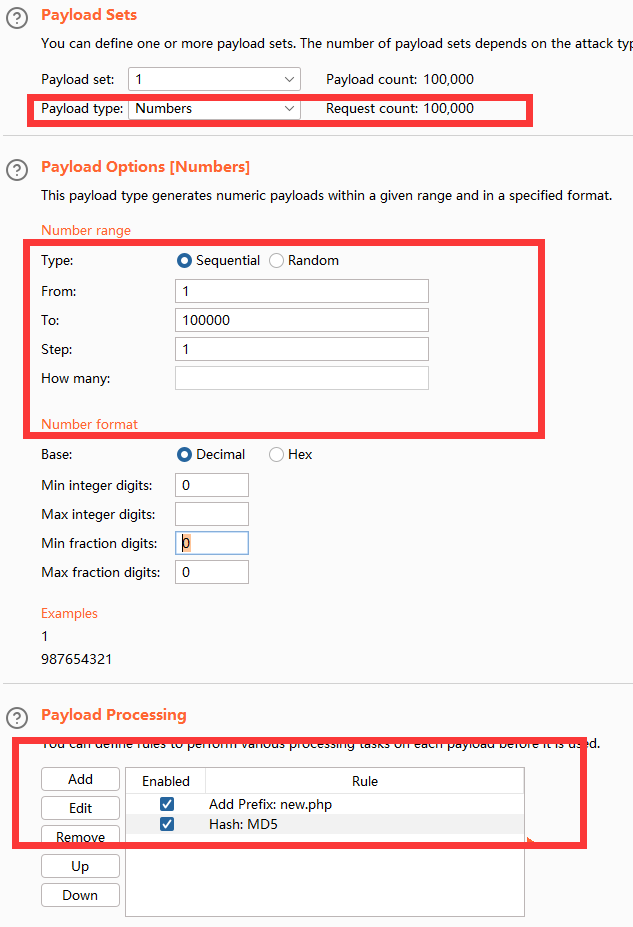 Payload Sets
You can define one or more payload sets. The number of payload sets depends on the attack typ
Payload set: 1 Payload count: 100,000
Payload type: Numbers Request count: 100,000
Payload Options [Numbers]
This payload type generates numeric payloads within a given range and in a specified format.
Number range
Type: Sequential Random
From: 1
To: 100000
Step: 1
How many:
Number format
Base: Decimal Hex
Min integer digits: 0
Max integer digits:
Min fraction digits: 0
Max fraction digits: 0
Examples
1
987654321
Payload Processing
You can define rules to perform various processing tasks on each payload before it is used.
Add Enabled Rule
Edit Add Prefix: new.php
Remove Hash: MD5
Up
Down